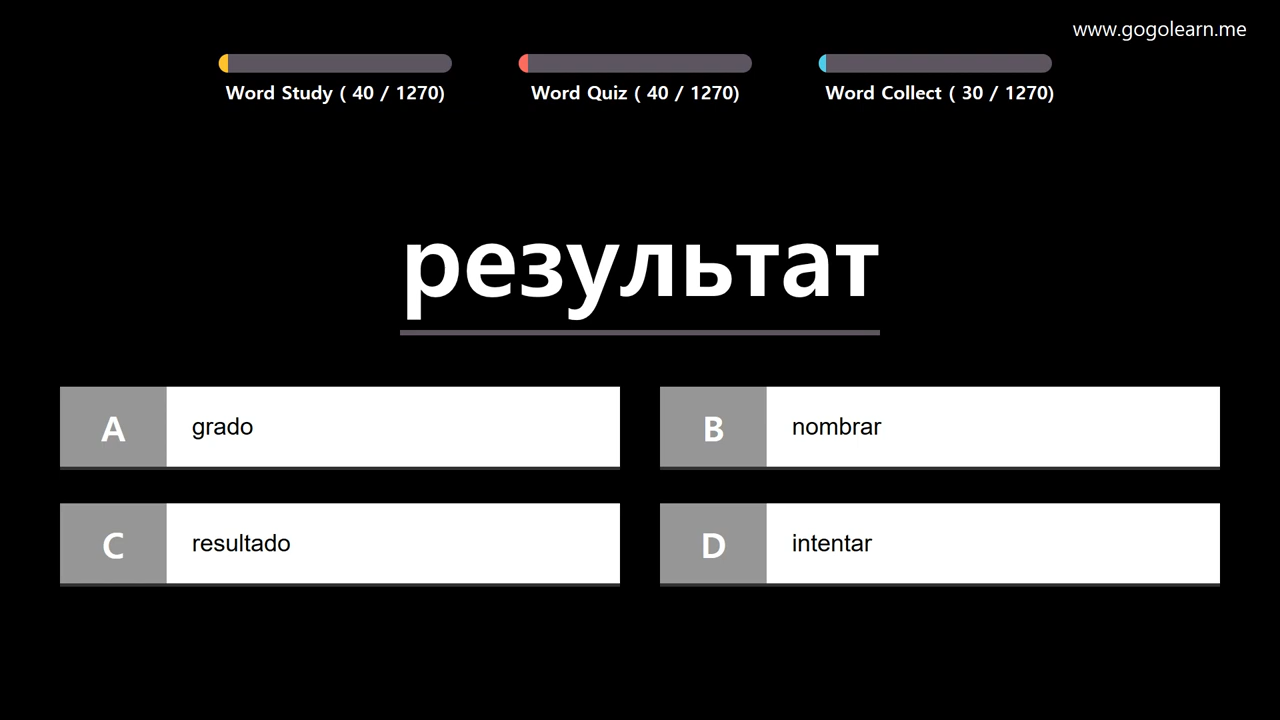 www.gogolearn.me
Word Study ( 40 / 1270)
Word Quiz ( 40 / 1270)
Word Collect ( 30 / 1270)
результат
A grado
B nombrar
C resultado
D intentar